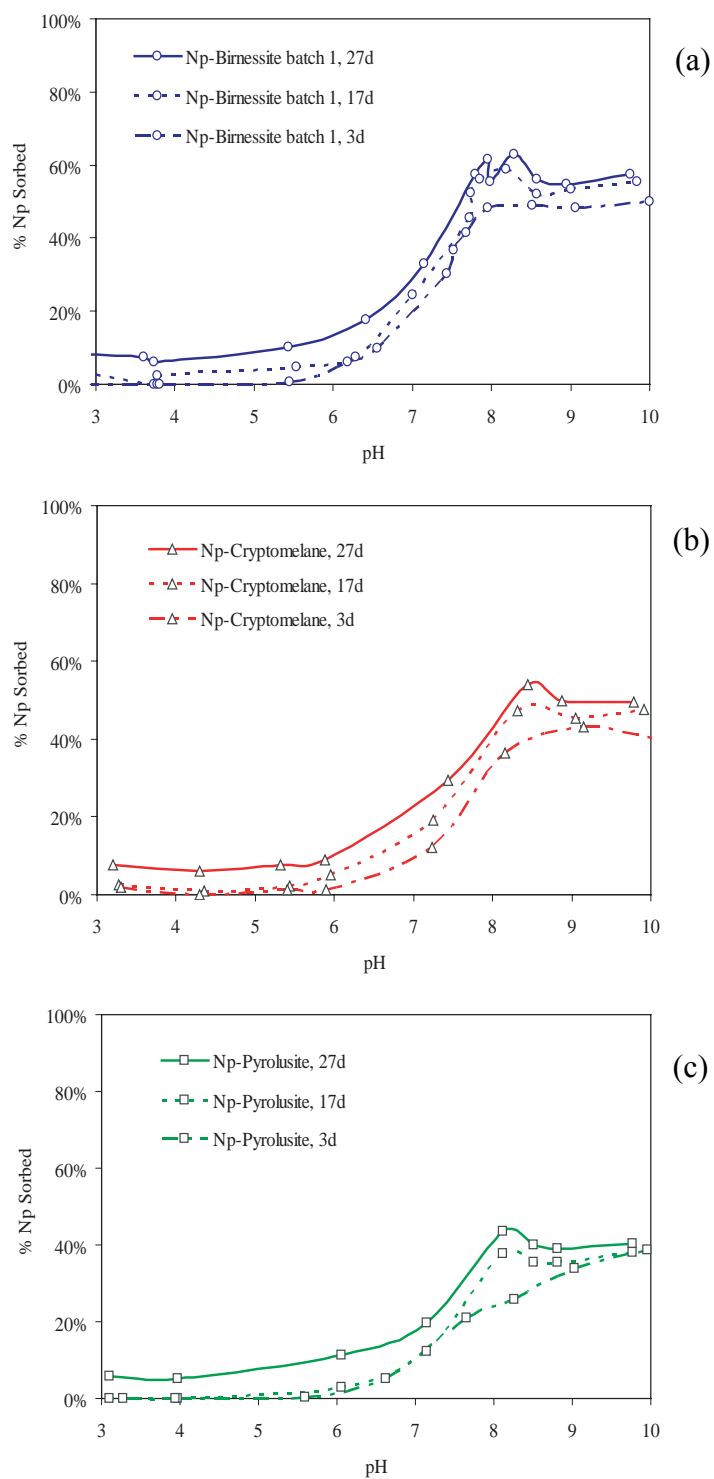 100%
Np-Birnessite batch 1, 27d
(a)
80%
Np-Birnessite batch 1, 17d
Np-Birnessite batch 1, 3d
60%
% Np Sorbed
40%
20%
0%
3 4 5 6 7 8 9 10
pH
100%
(b)
Np-Cryptomelane, 27d
80%
Np-Cryptomelane, 17d
Np-Cryptomelane, 3d
60%
% Np Sorbed
40%
20%
0%
3 4 5 6 7 8 9 10
pH
100%
Np-Pyrolusite, 27d
(c)
80%
Np-Pyrolusite, 17d
Np-Pyrolusite, 3d
60%
% Np Sorbed
40%
20%
0%
3 4 5 6 7 8 9 10
pH